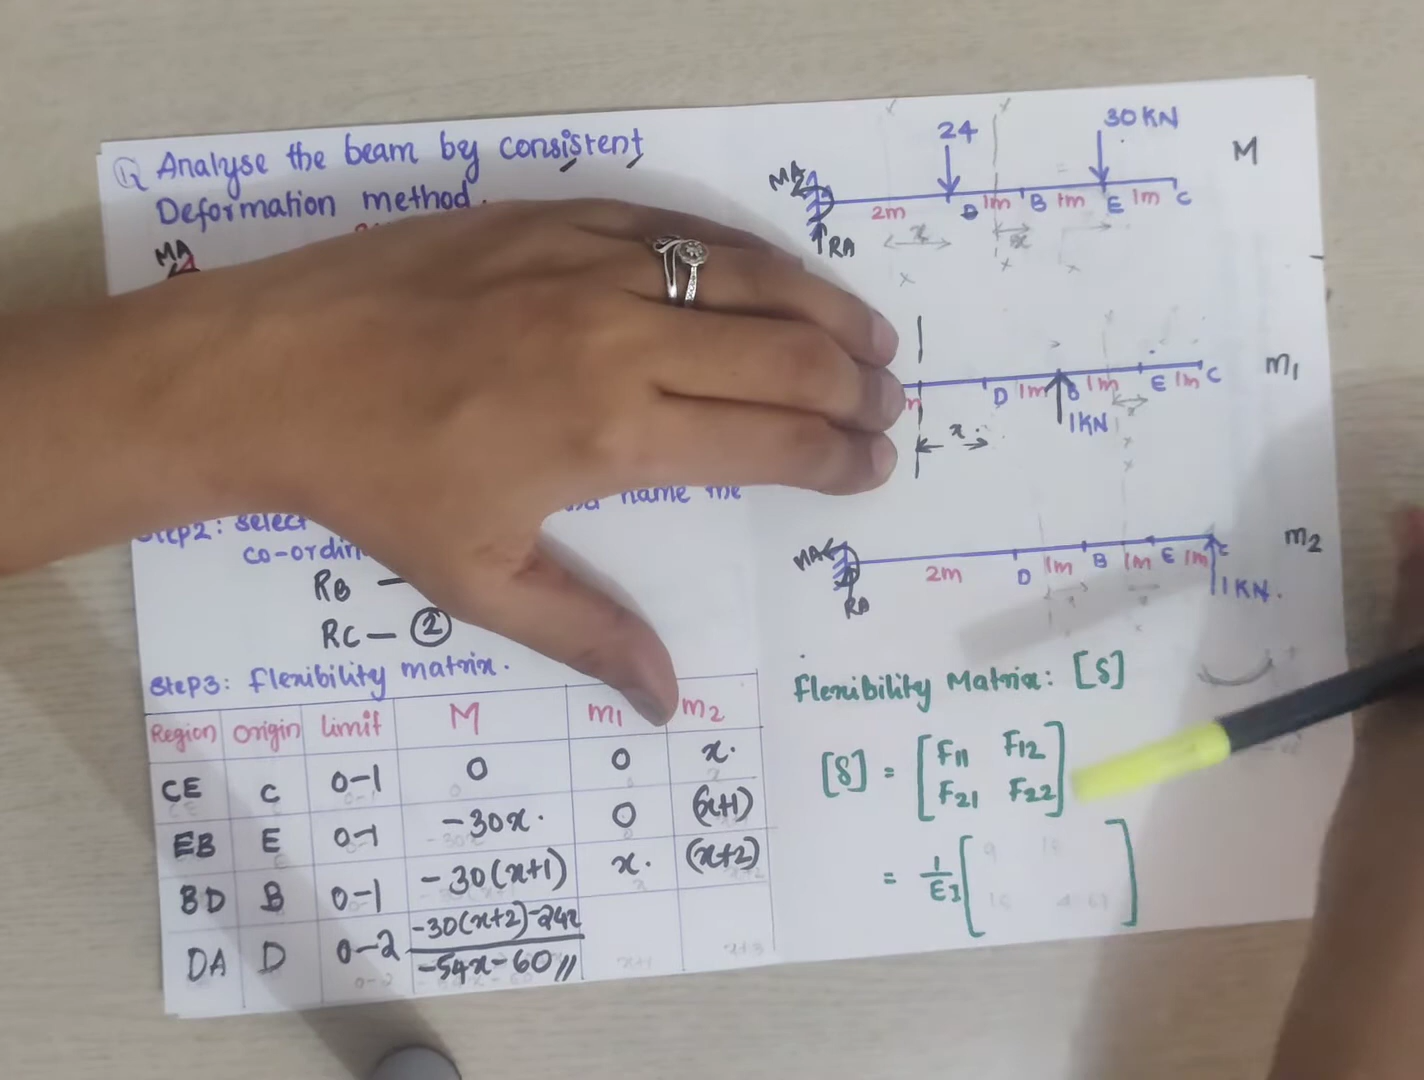 Q Analyse the beam by consistent
Deformation method.
MA
name the
Step2: Select
co-ordin
RB —
RC — ②
Step3: flexibility matrix.
Region origin limit M m1 m2
CE C 0-1 0 0 x.
EB E 0-1 -30x. 0 (x+1)
BD B 0-1 -30(x+1) x. (x+2)
DA D 0-2 -30(x+2)-24x
-54x-60//
24 30KN M
MA 2m D 1m B 1m E 1m C
x x
RA
m1
D 1m B 1m E 1m C
x. 1KN
m2
MA 2m D 1m B 1m E 1m C
RA 1KN.
flexibility Matrix: [δ]
[δ] = [F11 F12
F21 F22]
= 1/EI [ ]